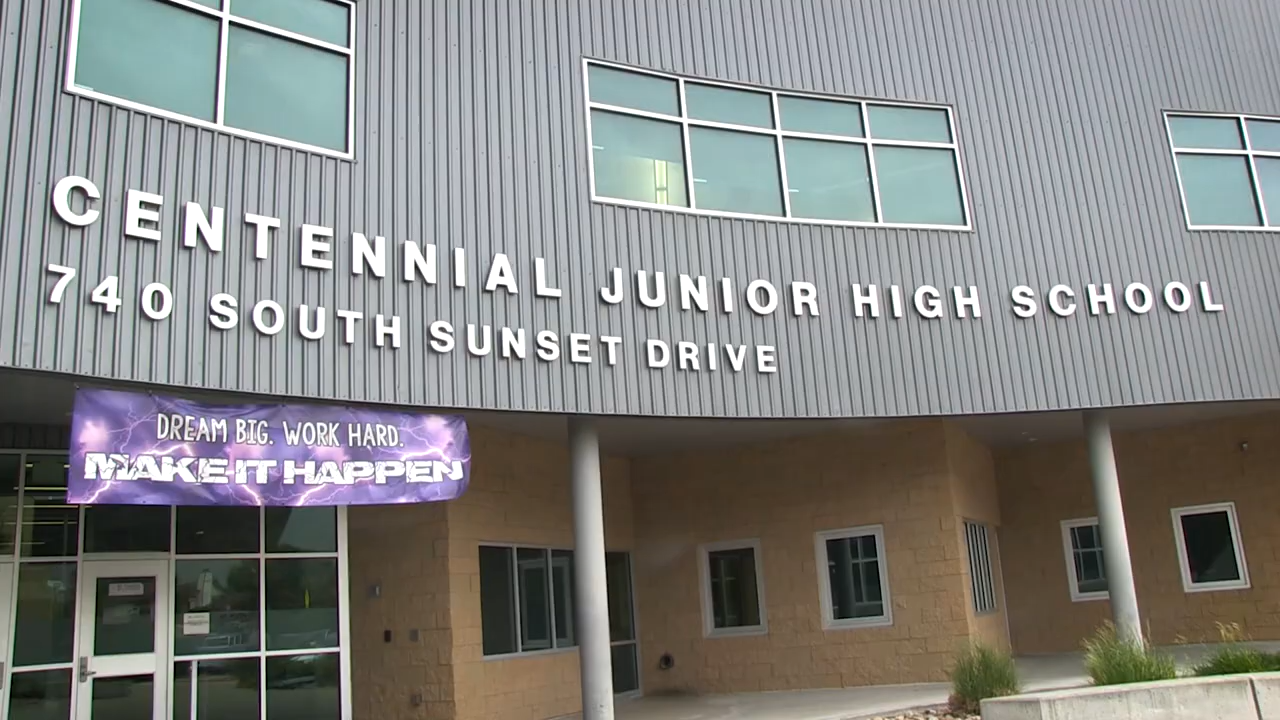 CENTENNIAL JUNIOR HIGH SCHOOL
740 SOUTH SUNSET DRIVE
DREAM BIG. WORK HARD.
MAKE IT HAPPEN